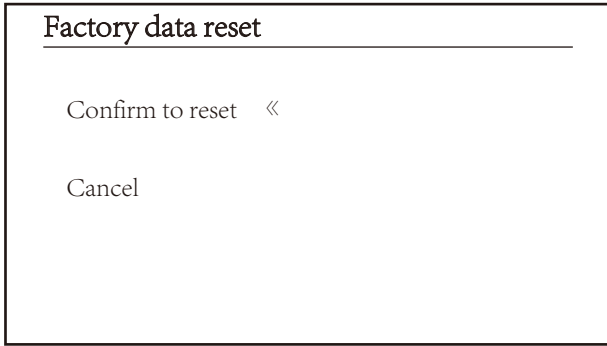 Factory data reset
Confirm to reset «
Cancel